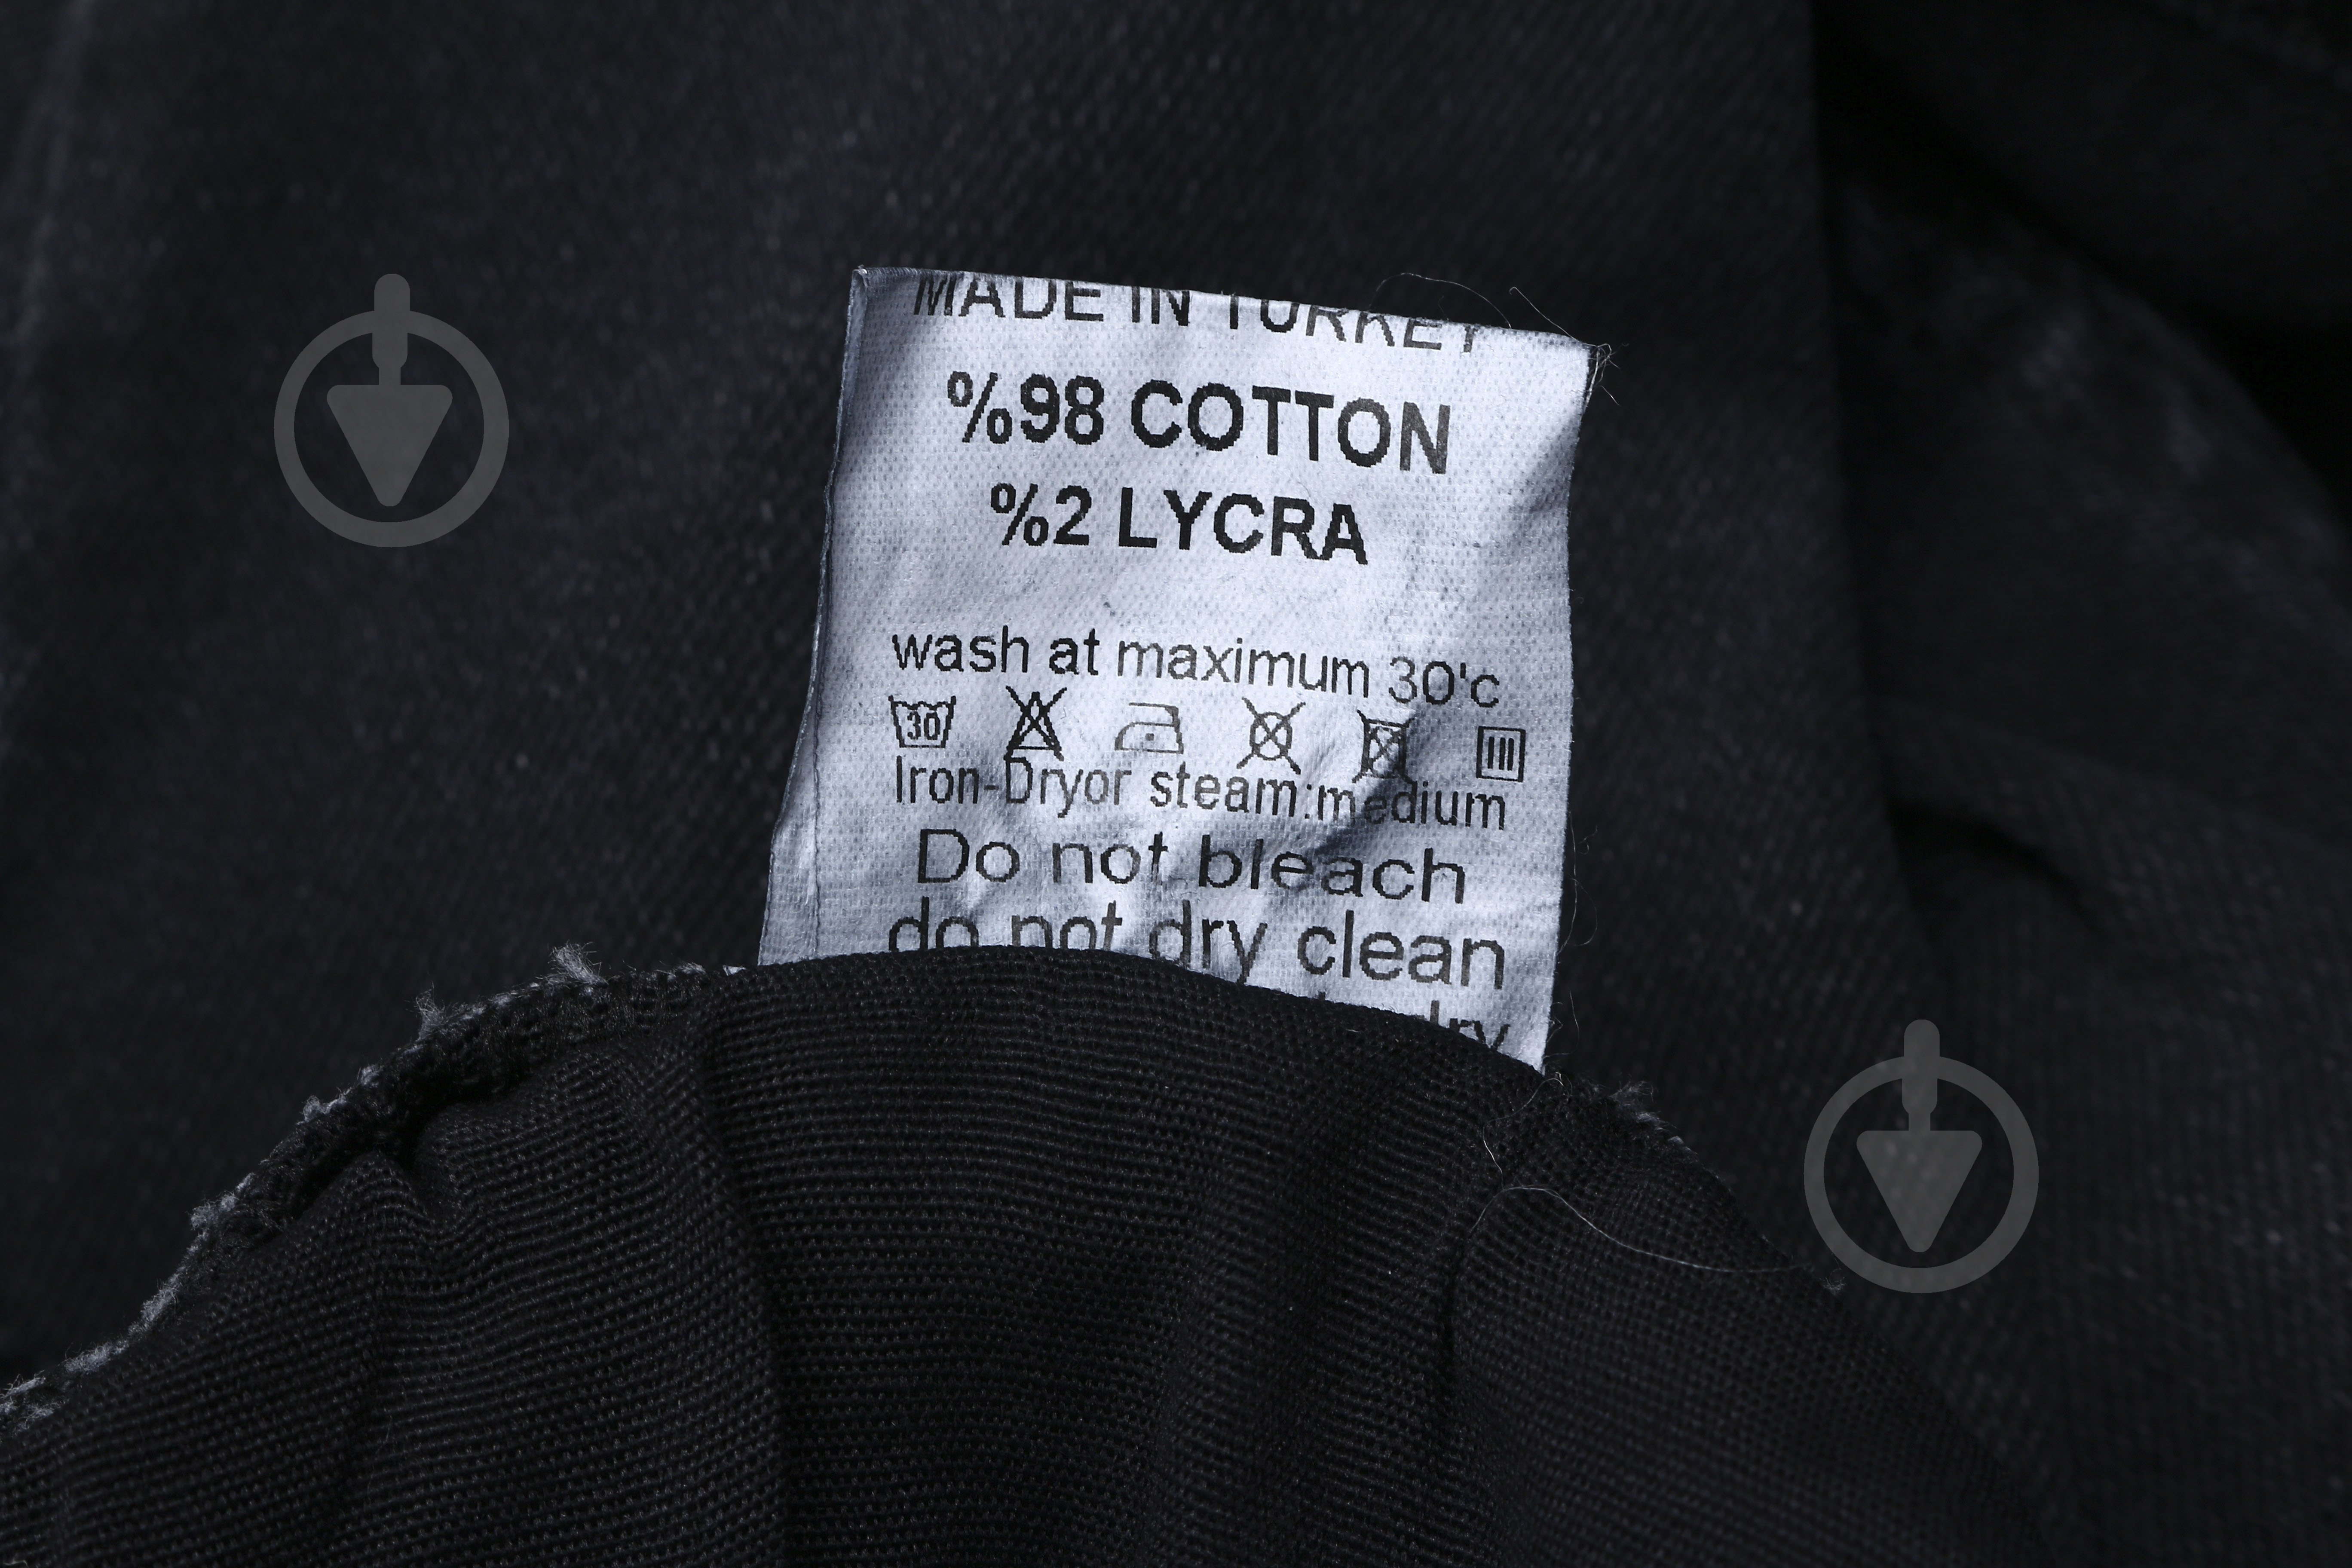 MADE IN TURKEY
%98 COTTON
%2 LYCRA
wash at maximum 30'c
30
Iron-Dryor steam:medium
Do not bleach
do not dry clean